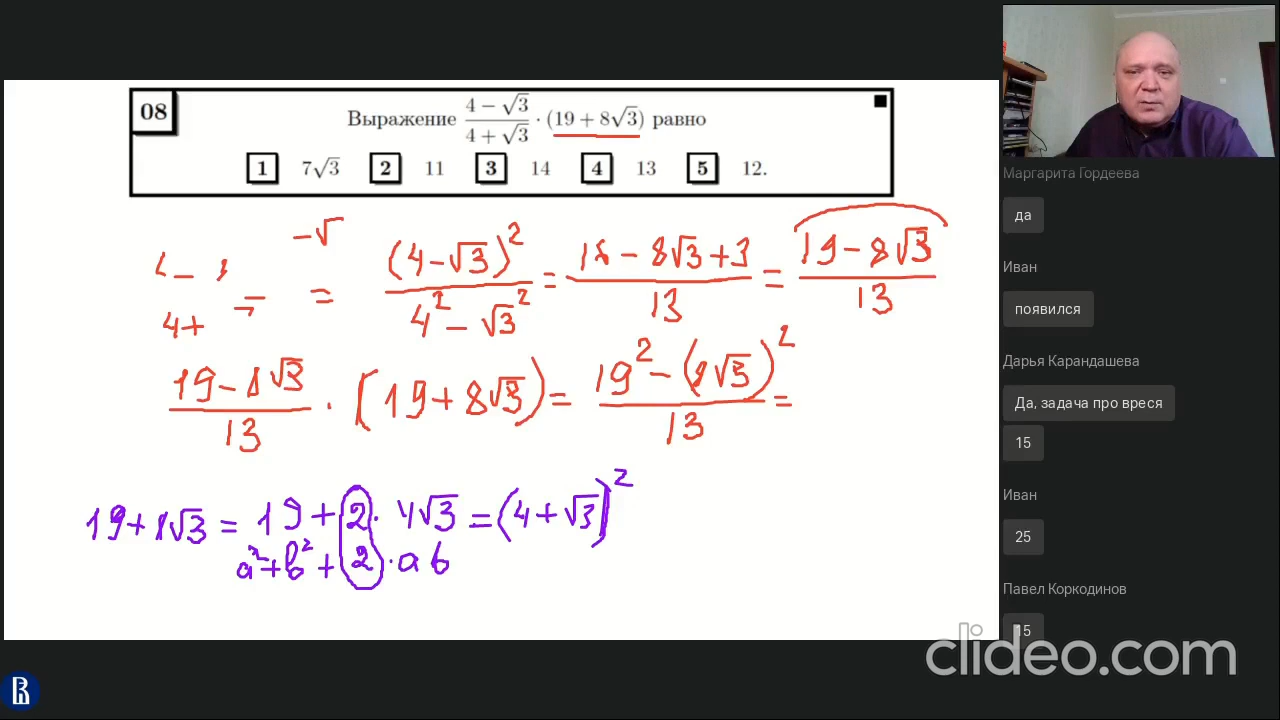 08
Выражение (4 − √3)/(4 + √3) · (19 + 8√3) равно
1 7√3 2 11 3 14 4 13 5 12.
−√
4+ = = (4−√3)²/(4²−√3²) = (16−8√3+3)/13 = (19−8√3)/13
(19−8√3)/13 · (19+8√3) = (19²−(8√3)²)/13 =
19+8√3 = 19+2·4√3 = (4+√3)²
a²+b²+2·ab
Маргарита Гордеева
да
Иван
появился
Дарья Карандашева
Да, задача про вреся
15
Иван
25
Павел Коркодинов
15
clideo.com